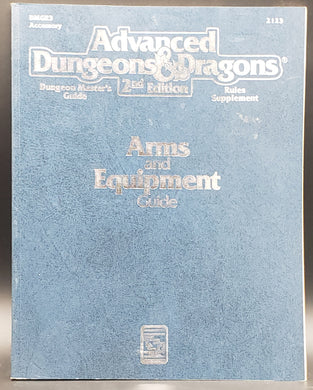 DMGR3 2123
Accessory
Advanced
Dungeons & Dragons®
Dungeon Master's 2nd Edition Rules
Guide Supplement
Arms
and
Equipment
Guide